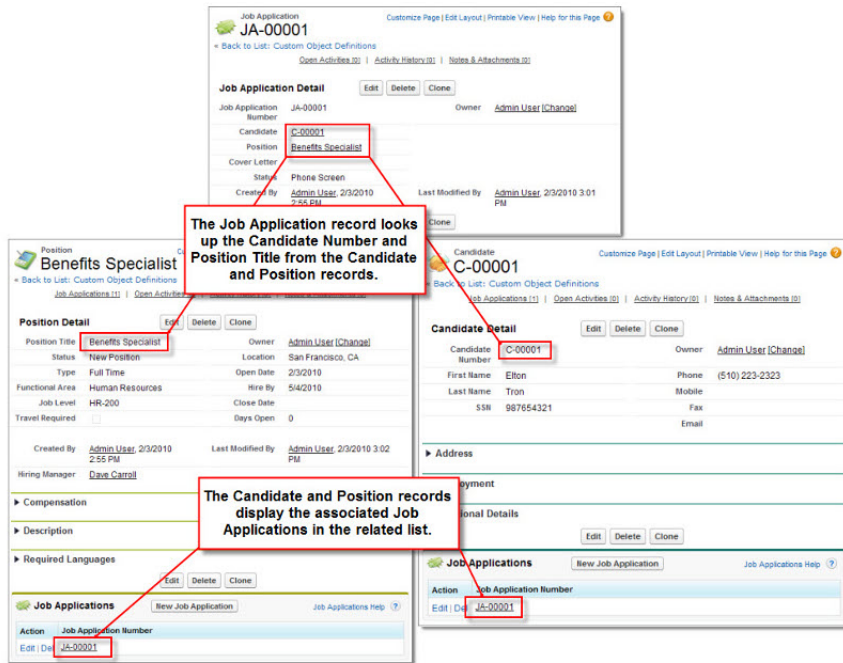 Job Application
JA-00001
Customize Page | Edit Layout | Printable View | Help for this Page
« Back to List: Custom Object Definitions
Open Activities [0] | Activity History [0] | Notes & Attachments [0]
Job Application Detail Edit Delete Clone
Job Application Number JA-00001 Owner Admin User [Change]
Candidate C-00001
Position Benefits Specialist
Cover Letter
Status Phone Screen
Created By Admin User, 2/3/2010 2:55 PM Last Modified By Admin User, 2/3/2010 3:01 PM
Clone
The Job Application record looks
up the Candidate Number and
Position Title from the Candidate
and Position records.
Position
Benefits Specialist
« Back to List: Custom Object Definitions
Job Applications [1] | Open Activities
Position Detail Edit Delete Clone
Position Title Benefits Specialist Owner Admin User [Change]
Status New Position Location San Francisco, CA
Type Full Time Open Date 2/3/2010
Functional Area Human Resources Hire By 5/4/2010
Job Level HR-200 Close Date
Travel Required Days Open 0
Created By Admin User, 2/3/2010 2:55 PM Last Modified By Admin User, 2/3/2010 3:02 PM
Hiring Manager Dave Carroll
Compensation
Description
Required Languages
Edit Delete Clone
Job Applications New Job Application Job Applications Help ?
Action Job Application Number
Edit | Del JA-00001
Candidate
C-00001
Customize Page | Edit Layout | Printable View | Help for this Page
« Back to List: Custom Object Definitions
Job Applications [1] | Open Activities [0] | Activity History [0] | Notes & Attachments [0]
Candidate Detail Edit Delete Clone
Candidate Number C-00001 Owner Admin User [Change]
First Name Elton Phone (510) 223-2323
Last Name Tron Mobile
SSN 987654321 Fax
Email
Address
The Candidate and Position records
display the associated Job
Applications in the related list.
Details
Edit Delete Clone
Job Applications New Job Application Job Applications Help ?
Action Job Application Number
Edit | Del JA-00001